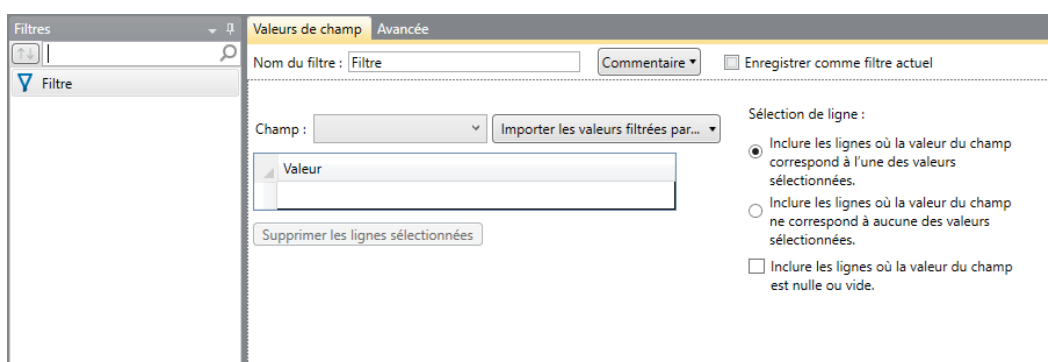 Filtres
Valeurs de champ
Avancée
Nom du filtre : Filtre
Commentaire
Enregistrer comme filtre actuel
Filtre
Champ :
Importer les valeurs filtrées par...
Valeur
Supprimer les lignes sélectionnées
Sélection de ligne :
Inclure les lignes où la valeur du champ
correspond à l'une des valeurs
sélectionnées.
Inclure les lignes où la valeur du champ
ne correspond à aucune des valeurs
sélectionnées.
Inclure les lignes où la valeur du champ
est nulle ou vide.